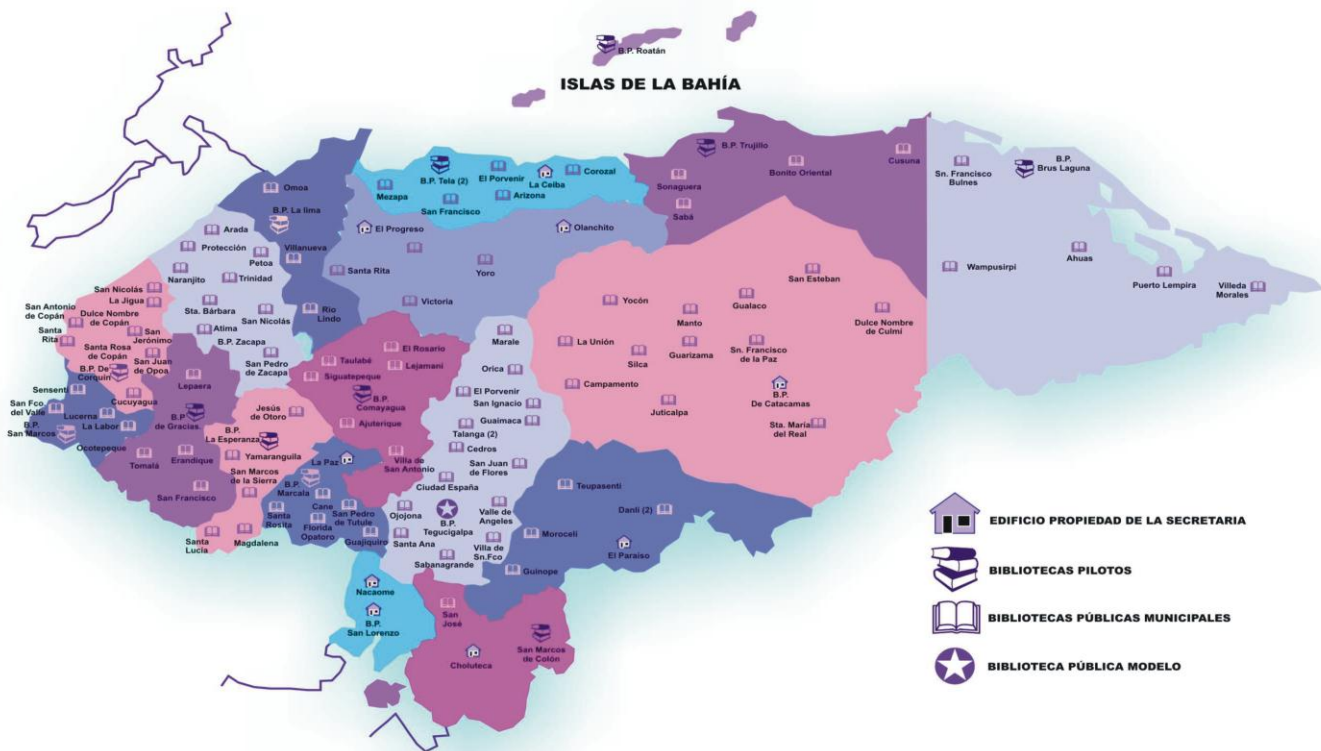 B.P. Roatán
ISLAS DE LA BAHÍA
Omoa
B.P. La lima
Villanueva
Río
Lindo
Mezapa
B.P. Tela (2)
San Francisco
El Porvenir
La Ceiba
Arizona
Corozal
B.P. Trujillo
Sonaguera
Sabá
Bonito Oriental
Cusuna
Sn. Francisco
Bulnes
B.P.
Brus Laguna
Wampusirpi
Ahuas
Puerto Lempira
Villeda
Morales
El Progreso
Olanchito
Santa Rita
Yoro
Victoria
Arada
Protección
Petoa
Naranjito
Trinidad
Sta. Bárbara
San Nicolás
Atima
B.P. Zacapa
San Pedro
de Zacapa
San Nicolás
La Jigua
San Antonio
de Copán
Dulce Nombre
de Copán
Santa
Rita
San
Jerónimo
Santa Rosa
de Copán
San Juan
de Opoa
B.P. De
Corquín
Cucuyagua
Sensenti
San Fco
del Valle
Lucerna
La Labor
B.P.
San Marcos
Ocotepeque
Lepaera
B.P.
de Gracias
Tomalá
Erandique
San Francisco
Jesús
de Otoro
B.P.
La Esperanza
Yamaranguila
San Marcos
de la Sierra
Santa
Lucía
Magdalena
El Rosario
Taulabé
Lejamaní
Siguatepeque
B.P.
Comayagua
Ajuterique
Villa de
San Antonio
La Paz
B.P.
Marcala
Cane
Santa
Rosita
Florida
Opatoro
San Pedro
de Tutule
Guajiquiro
Marale
Orica
El Porvenir
San Ignacio
Guaimaca
Talanga (2)
Cedros
San Juan
de Flores
Ciudad España
Ojojona
B.P.
Tegucigalpa
Valle de
Angeles
Santa Ana
Villa de
Sn.Fco
Sabanagrande
Yocón
San Esteban
Gualaco
Manto
Dulce Nombre
de Culmí
La Unión
Silca
Guarizama
Sn. Francisco
de la Paz
Campamento
B.P.
De Catacamas
Juticalpa
Sta. María
del Real
Teupasenti
Danlí (2)
Morocelí
El Paraíso
Guinope
Nacaome
B.P.
San Lorenzo
San
José
San Marcos
de Colón
Choluteca
EDIFICIO PROPIEDAD DE LA SECRETARIA
BIBLIOTECAS PILOTOS
BIBLIOTECAS PÚBLICAS MUNICIPALES
BIBLIOTECA PÚBLICA MODELO